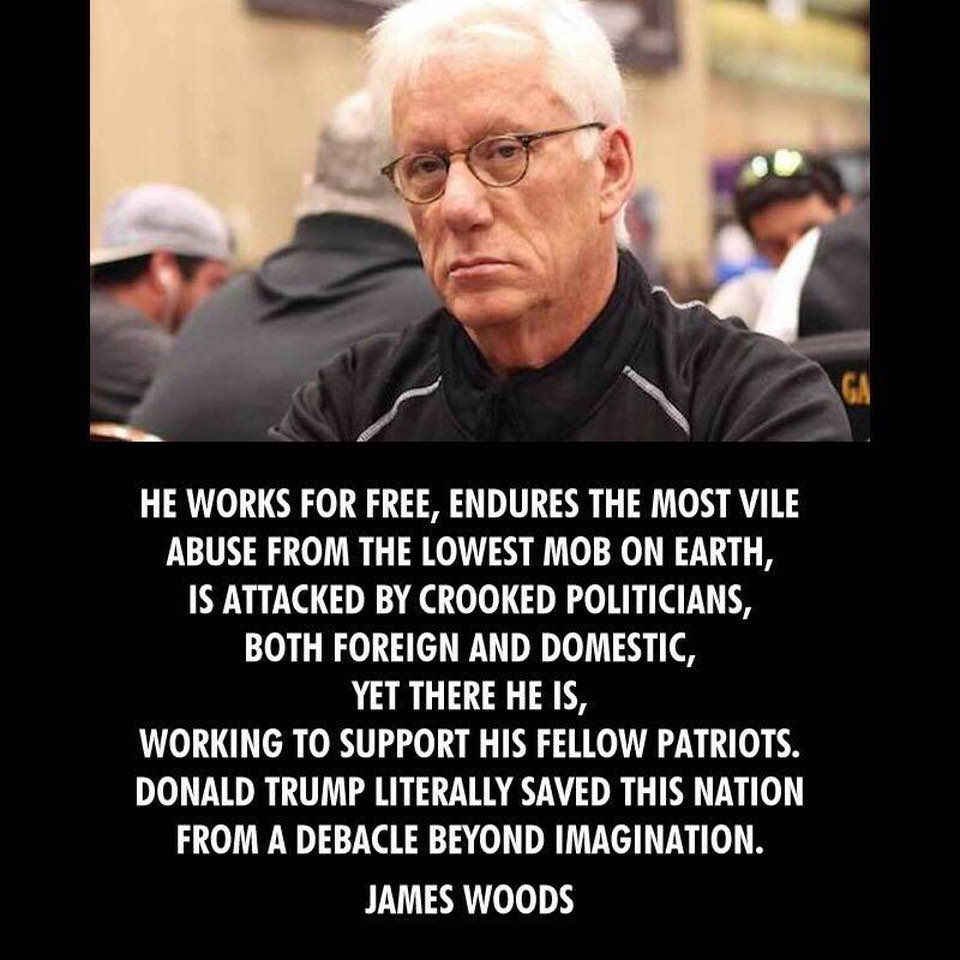 GA
HE WORKS FOR FREE, ENDURES THE MOST VILE
ABUSE FROM THE LOWEST MOB ON EARTH,
IS ATTACKED BY CROOKED POLITICIANS,
BOTH FOREIGN AND DOMESTIC,
YET THERE HE IS,
WORKING TO SUPPORT HIS FELLOW PATRIOTS.
DONALD TRUMP LITERALLY SAVED THIS NATION
FROM A DEBACLE BEYOND IMAGINATION.
JAMES WOODS